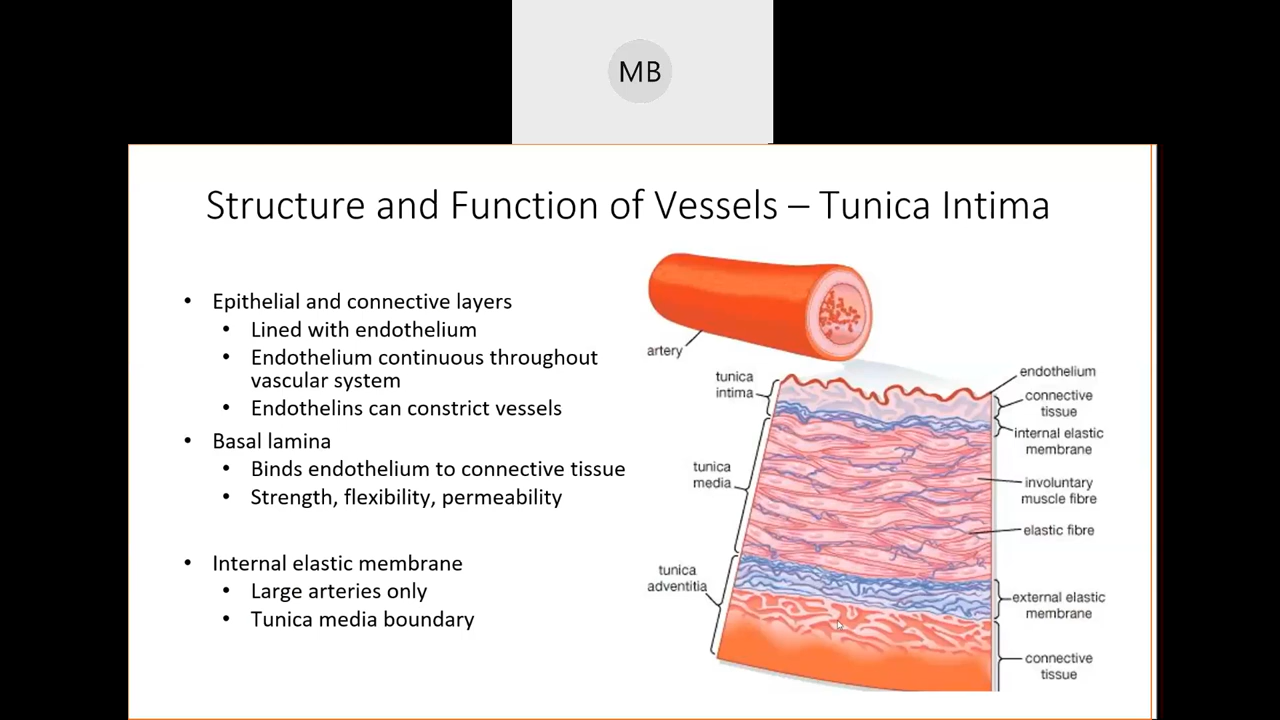 MB
Structure and Function of Vessels – Tunica Intima
• Epithelial and connective layers
• Lined with endothelium
• Endothelium continuous throughout
vascular system
• Endothelins can constrict vessels
• Basal lamina
• Binds endothelium to connective tissue
• Strength, flexibility, permeability
• Internal elastic membrane
• Large arteries only
• Tunica media boundary
artery
tunica
intima
tunica
media
tunica
adventitia
endothelium
connective
tissue
internal elastic
membrane
involuntary
muscle fibre
elastic fibre
external elastic
membrane
connective
tissue